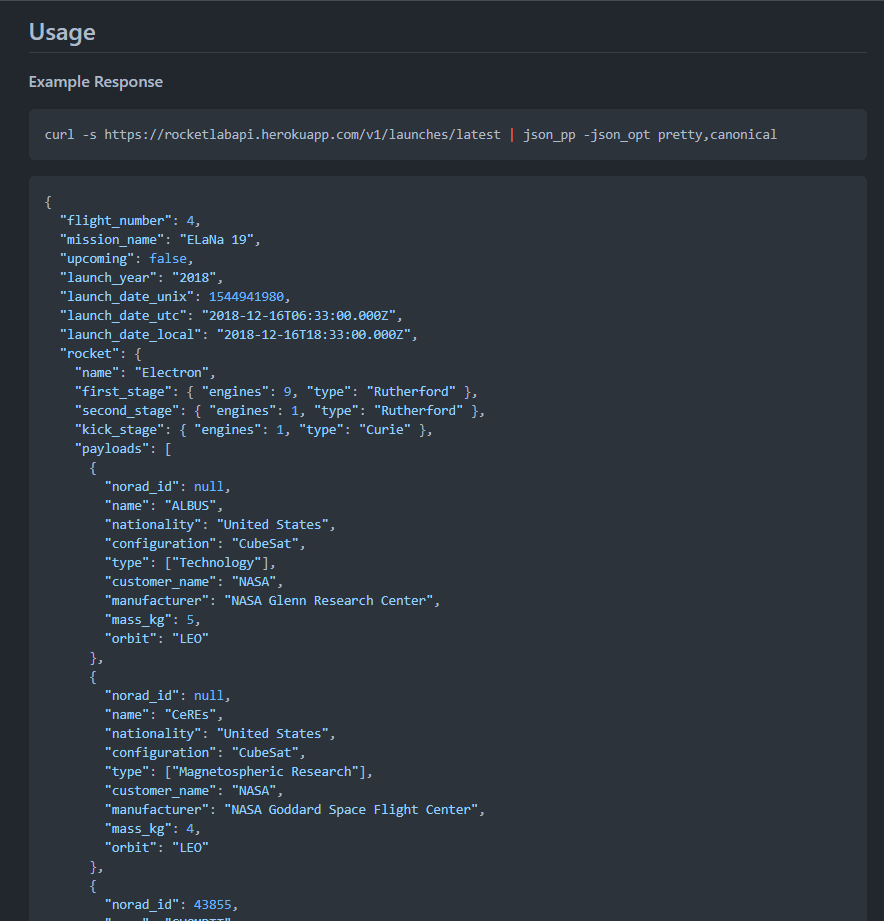 Usage
Example Response
curl -s https://rocketlabapi.herokuapp.com/v1/launches/latest | json_pp -json_opt pretty,canonical
{
  "flight_number": 4,
  "mission_name": "ELaNa 19",
  "upcoming": false,
  "launch_year": "2018",
  "launch_date_unix": 1544941980,
  "launch_date_utc": "2018-12-16T06:33:00.000Z",
  "launch_date_local": "2018-12-16T18:33:00.000Z",
  "rocket": {
    "name": "Electron",
    "first_stage": { "engines": 9, "type": "Rutherford" },
    "second_stage": { "engines": 1, "type": "Rutherford" },
    "kick_stage": { "engines": 1, "type": "Curie" },
    "payloads": [
      {
        "norad_id": null,
        "name": "ALBUS",
        "nationality": "United States",
        "configuration": "CubeSat",
        "type": ["Technology"],
        "customer_name": "NASA",
        "manufacturer": "NASA Glenn Research Center",
        "mass_kg": 5,
        "orbit": "LEO"
      },
      {
        "norad_id": null,
        "name": "CeREs",
        "nationality": "United States",
        "configuration": "CubeSat",
        "type": ["Magnetospheric Research"],
        "customer_name": "NASA",
        "manufacturer": "NASA Goddard Space Flight Center",
        "mass_kg": 4,
        "orbit": "LEO"
      },
      {
        "norad_id": 43855,